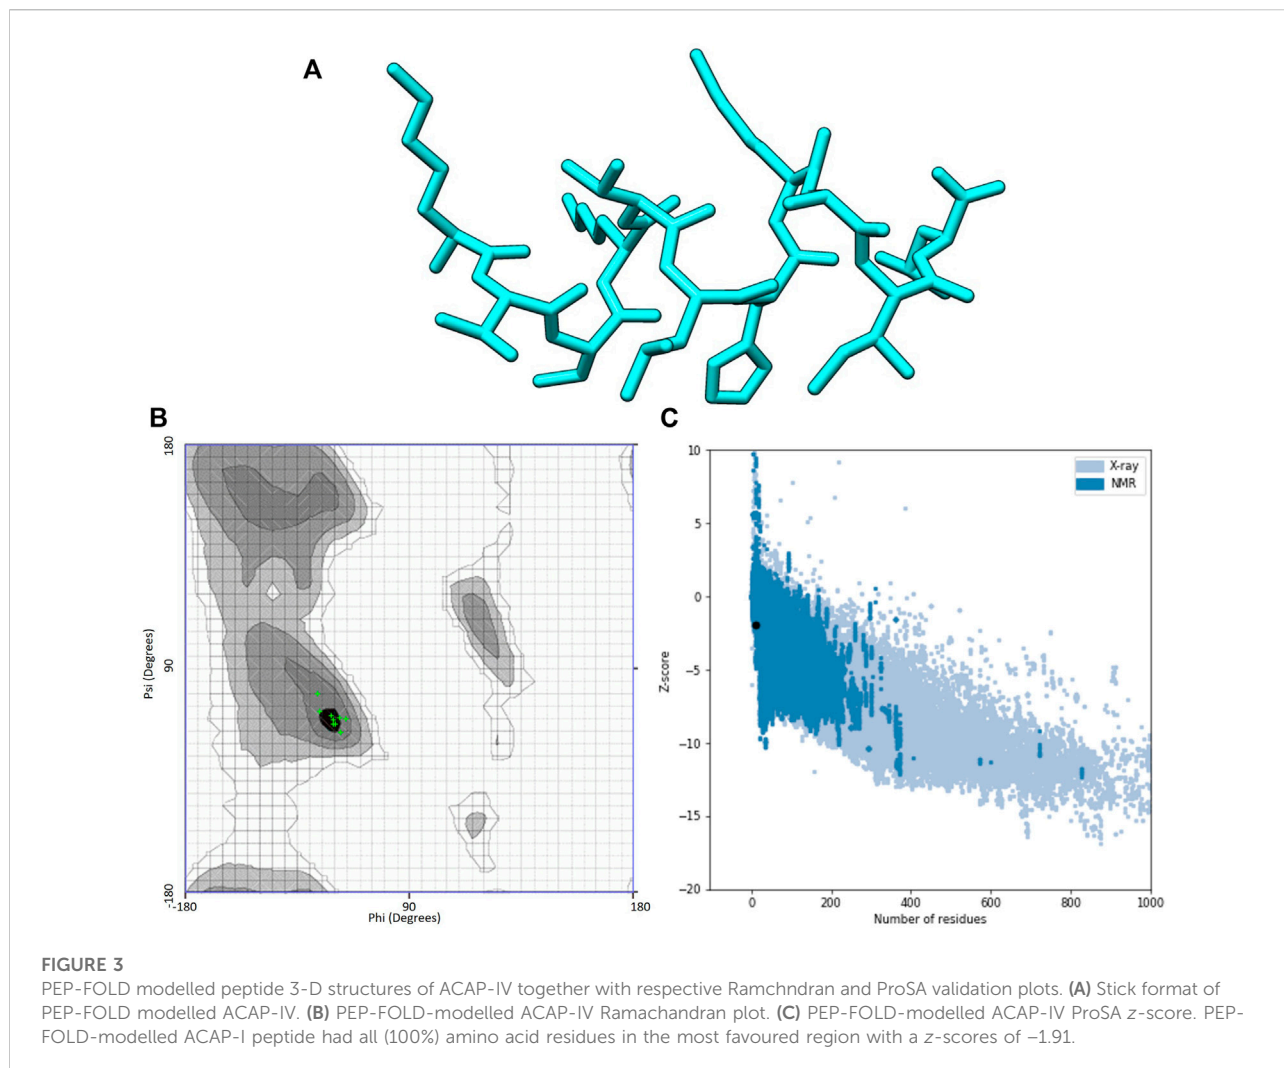 A
B
180
Psi (Degrees)
90
-180
-180
90
180
Phi (Degrees)
C
10
X-ray
NMR
5
0
Z-score
−5
−10
−15
−20
0
200
400
600
800
1000
Number of residues
FIGURE 3
PEP-FOLD modelled peptide 3-D structures of ACAP-IV together with respective Ramchndran and ProSA validation plots. (A) Stick format of
PEP-FOLD modelled ACAP-IV. (B) PEP-FOLD-modelled ACAP-IV Ramachandran plot. (C) PEP-FOLD-modelled ACAP-IV ProSA z-score. PEP-
FOLD-modelled ACAP-I peptide had all (100%) amino acid residues in the most favoured region with a z-scores of −1.91.